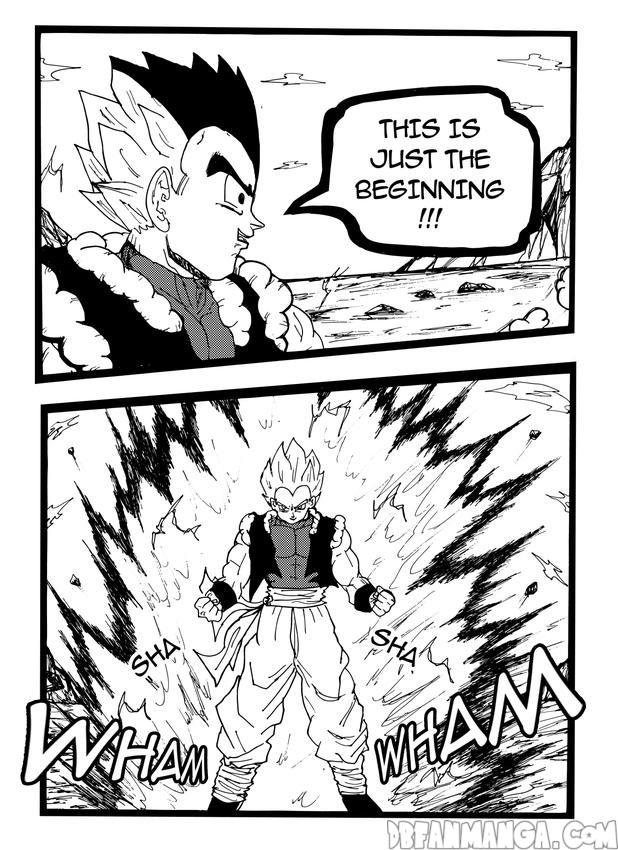 THIS IS
JUST THE
BEGINNING
!!!
SHA
SHA
WHAM
WHAM
DBFANMANGA.COM